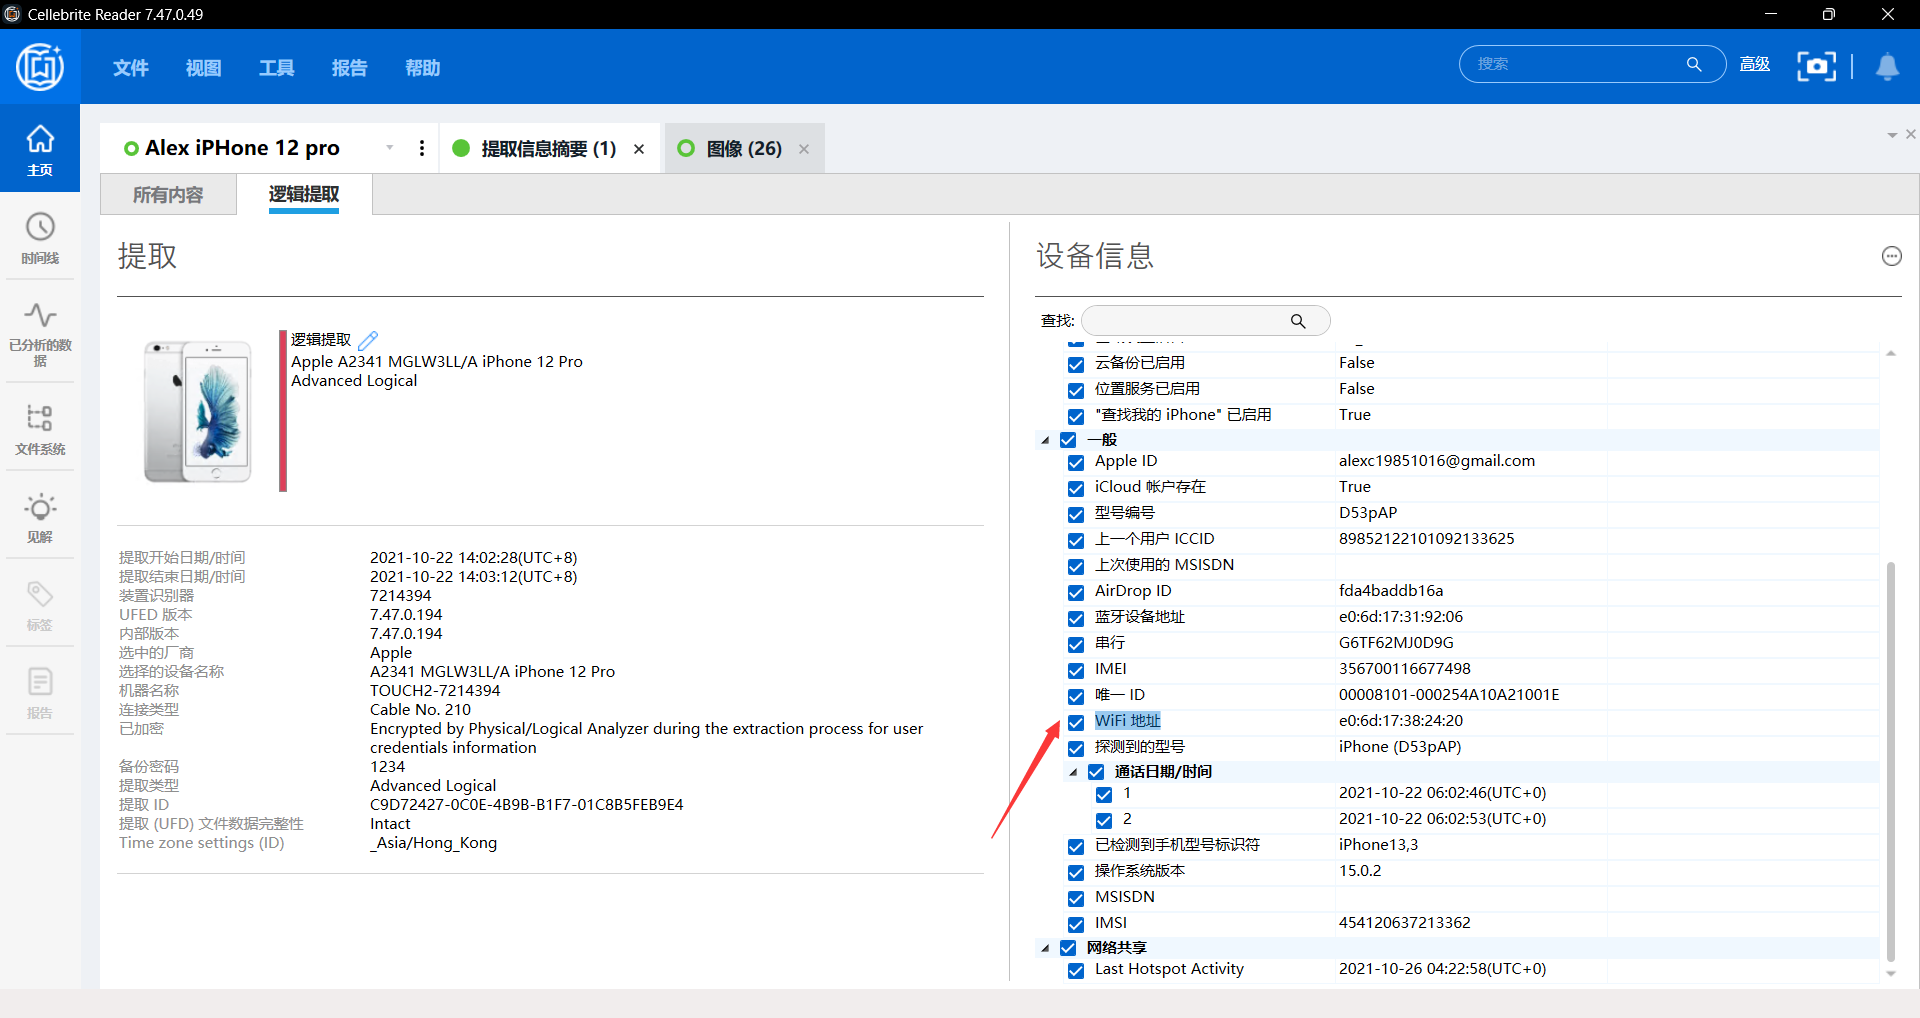 Cellebrite Reader 7.47.0.49
文件 视图 工具 报告 帮助
搜索
高级
主页
时间线
已分析的数
据
文件系统
见解
标签
报告
Alex iPHone 12 pro
提取信息摘要 (1)
图像 (26)
所有内容
逻辑提取
提取
逻辑提取
Apple A2341 MGLW3LL/A iPhone 12 Pro
Advanced Logical
提取开始日期/时间 2021-10-22 14:02:28(UTC+8)
提取结束日期/时间 2021-10-22 14:03:12(UTC+8)
装置识别器 7214394
UFED 版本 7.47.0.194
内部版本 7.47.0.194
选中的厂商 Apple
选择的设备名称 A2341 MGLW3LL/A iPhone 12 Pro
机器名称 TOUCH2-7214394
连接类型 Cable No. 210
已加密 Encrypted by Physical/Logical Analyzer during the extraction process for user
credentials information
备份密码 1234
提取类型 Advanced Logical
提取 ID C9D72427-0C0E-4B9B-B1F7-01C8B5FEB9E4
提取 (UFD) 文件数据完整性 Intact
Time zone settings (ID) _Asia/Hong_Kong
设备信息
查找:
云备份已启用 False
位置服务已启用 False
"查找我的 iPhone" 已启用 True
一般
Apple ID alexc19851016@gmail.com
iCloud 帐户存在 True
型号编号 D53pAP
上一个用户 ICCID 89852122101092133625
上次使用的 MSISDN
AirDrop ID fda4baddb16a
蓝牙设备地址 e0:6d:17:31:92:06
串行 G6TF62MJ0D9G
IMEI 356700116677498
唯一 ID 00008101-000254A10A21001E
WiFi 地址 e0:6d:17:38:24:20
探测到的型号 iPhone (D53pAP)
通话日期/时间
1 2021-10-22 06:02:46(UTC+0)
2 2021-10-22 06:02:53(UTC+0)
已检测到手机型号标识符 iPhone13,3
操作系统版本 15.0.2
MSISDN
IMSI 454120637213362
网络共享
Last Hotspot Activity 2021-10-26 04:22:58(UTC+0)